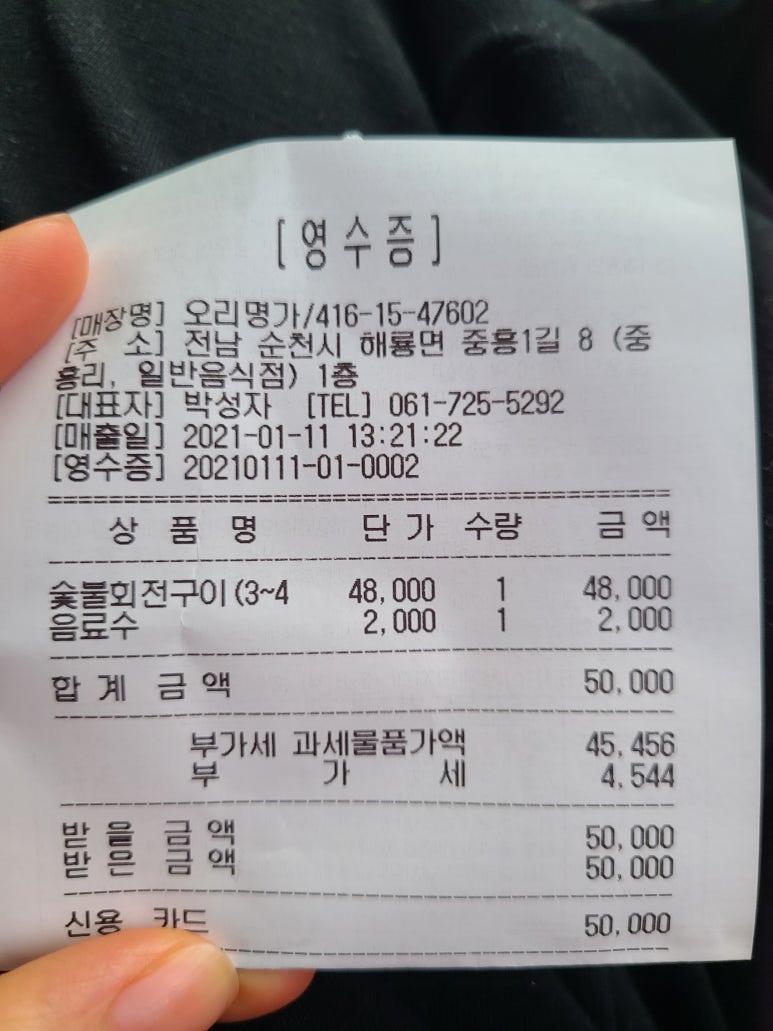 [영수증]
[매장명] 오리명가/416-15-47602
[주 소] 전남 순천시 해룡면 중흥1길 8 (중
흥리, 일반음식점) 1층
[대표자] 박성자 [TEL] 061-725-5292
[매출일] 2021-01-11 13:21:22
[영수증] 20210111-01-0002
상 품 명 단 가 수량 금 액
숯불회전구이(3~4 48,000 1 48,000
음료수 2,000 1 2,000
합 계 금 액 50,000
부가세 과세물품가액 45,456
부 가 세 4,544
받 을 금 액 50,000
받 은 금 액 50,000
신용 카드 50,000